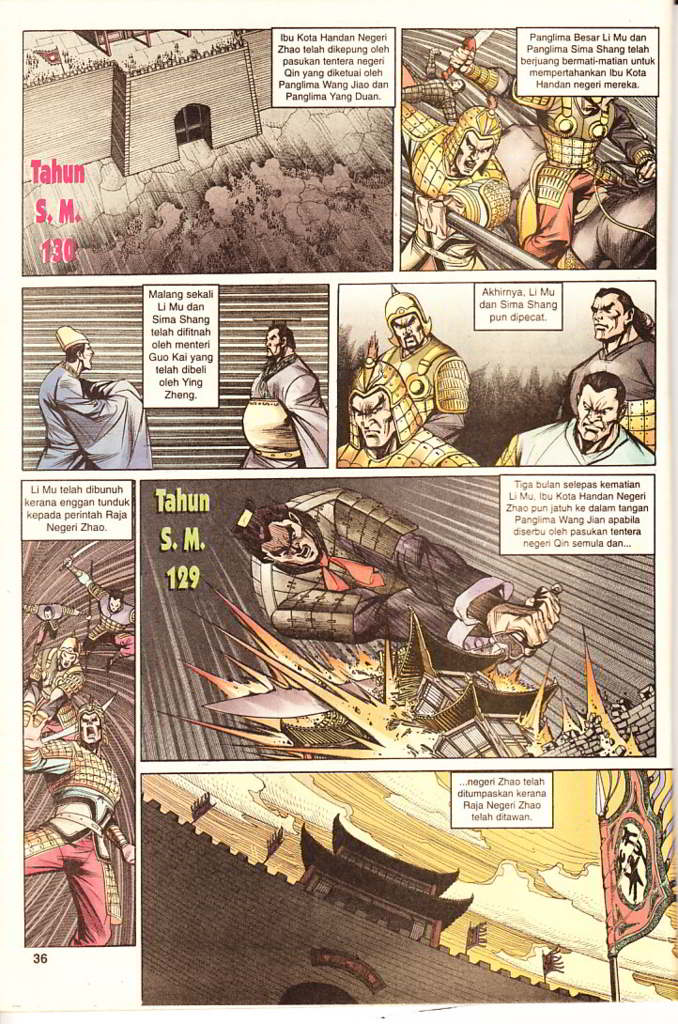 Ibu Kota Handan Negeri
Zhao telah dikepung oleh
pasukan tentera negeri
Qin yang diketuai oleh
Panglima Wang Jiao dan
Panglima Yang Duan.
Tahun
S. M.
130
Panglima Besar Li Mu dan
Panglima Sima Shang telah
berjuang bermati-matian untuk
mempertahankan Ibu Kota
Handan negeri mereka.
Malang sekali
Li Mu dan
Sima Shang
telah difitnah
oleh menteri
Guo Kai yang
telah dibeli
oleh Ying
Zheng.
Akhirnya, Li Mu
dan Sima Shang
pun dipecat.
Li Mu telah dibunuh
kerana enggan tunduk
kepada perintah Raja
Negeri Zhao.
Tahun
S. M.
129
Tiga bulan selepas kematian
Li Mu, Ibu Kota Handan Negeri
Zhao pun jatuh ke dalam tangan
Panglima Wang Jian apabila
diserbu oleh pasukan tentera
negeri Qin semula dan...
...negeri Zhao telah
ditumpaskan kerana
Raja Negeri Zhao
telah ditawan.
36